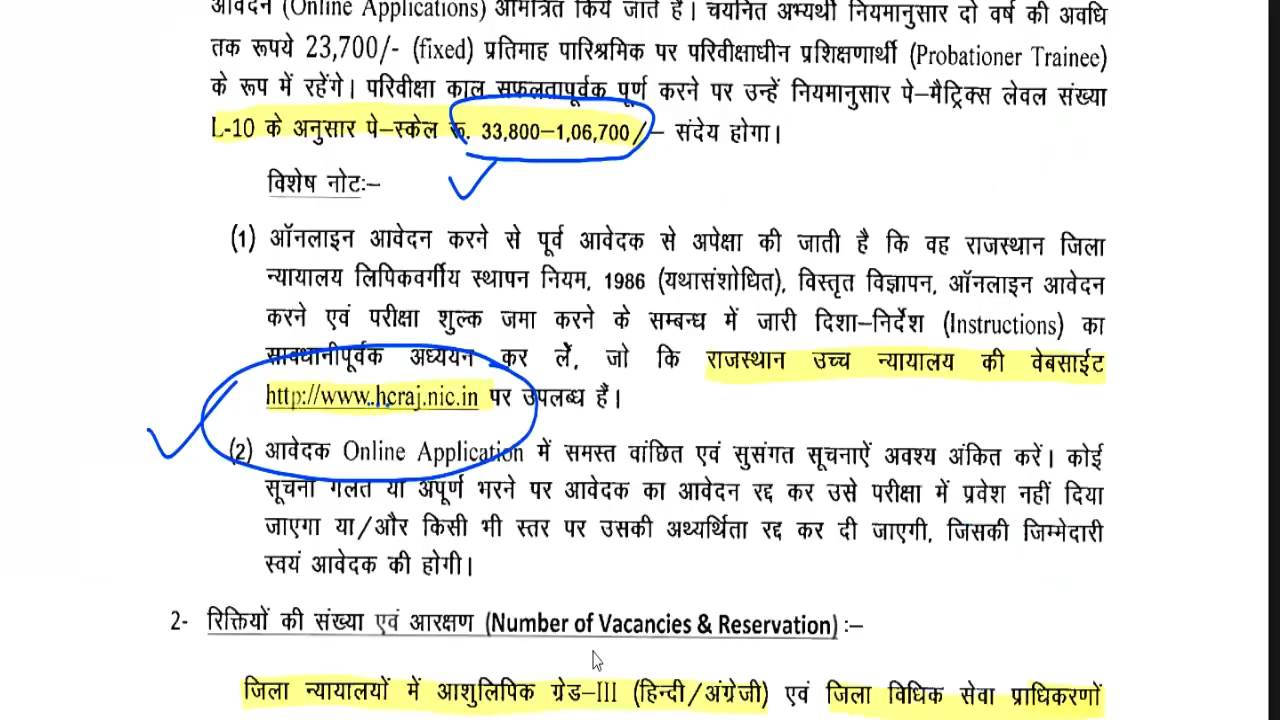 आवेदन (Online Applications) आमंत्रित किये जाते हैं। चयनित अभ्यर्थी नियमानुसार दो वर्ष की अवधि
तक रूपये 23,700/- (fixed) प्रतिमाह पारिश्रमिक पर परिवीक्षाधीन प्रशिक्षणार्थी (Probationer Trainee)
के रूप में रहेंगे। परिवीक्षा काल सफलतापूर्वक पूर्ण करने पर उन्हें नियमानुसार पे–मैट्रिक्स लेवल संख्या
L-10 के अनुसार पे–स्केल रू. 33,800–1,06,700/– संदेय होगा।
विशेष नोटः–
(1) ऑनलाइन आवेदन करने से पूर्व आवेदक से अपेक्षा की जाती है कि वह राजस्थान जिला
न्यायालय लिपिकवर्गीय स्थापन नियम, 1986 (यथासंशोधित), विस्तृत विज्ञापन, ऑनलाइन आवेदन
करने एवं परीक्षा शुल्क जमा करने के सम्बन्ध में जारी दिशा–निर्देश (Instructions) का
सावधानीपूर्वक अध्ययन कर लें, जो कि राजस्थान उच्च न्यायालय की वेबसाईट
http://www.hcraj.nic.in पर उपलब्ध हैं।
(2) आवेदक Online Application में समस्त वांछित एवं सुसंगत सूचनाऐं अवश्य अंकित करें। कोई
सूचना गलत या अपूर्ण भरने पर आवेदक का आवेदन रद्द कर उसे परीक्षा में प्रवेश नहीं दिया
जाएगा या/और किसी भी स्तर पर उसकी अथ्यर्थिता रद्द कर दी जाएगी, जिसकी जिम्मेदारी
स्वयं आवेदक की होगी।
2- रिक्तियों की संख्या एवं आरक्षण (Number of Vacancies & Reservation) :–
जिला न्यायालयों में आशुलिपिक ग्रेड–III (हिन्दी/अंग्रेजी) एवं जिला विधिक सेवा प्राधिकरणों